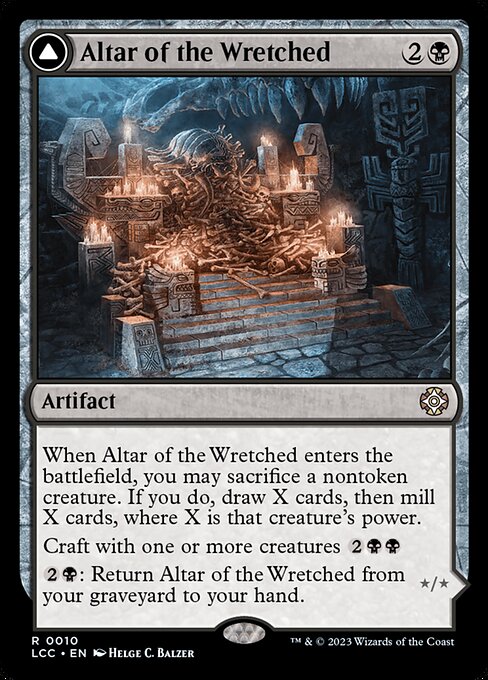 Altar of the Wretched 2
Artifact
When Altar of the Wretched enters the
battlefield, you may sacrifice a nontoken
creature. If you do, draw X cards, then mill
X cards, where X is that creature's power.
Craft with one or more creatures 2
2: Return Altar of the Wretched from
your graveyard to your hand.
*/*
R 0010
LCC • EN Helge C. Balzer
™ & © 2023 Wizards of the Coast